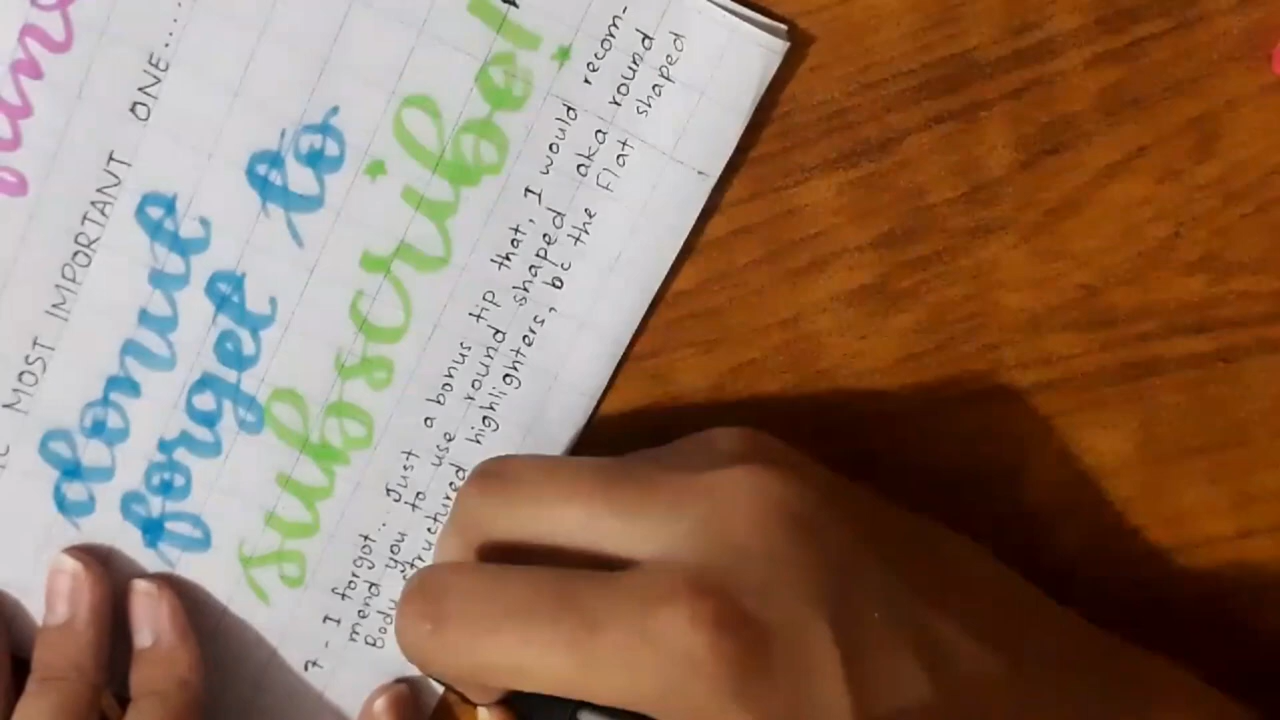 MOST IMPORTANT ONE....
donut
forget to
subscribe!
7 - I forgot.. Just a bonus tip that, I would recom-
mend you to use round shaped aka round
Body structured highlighters, bc the Flat shaped